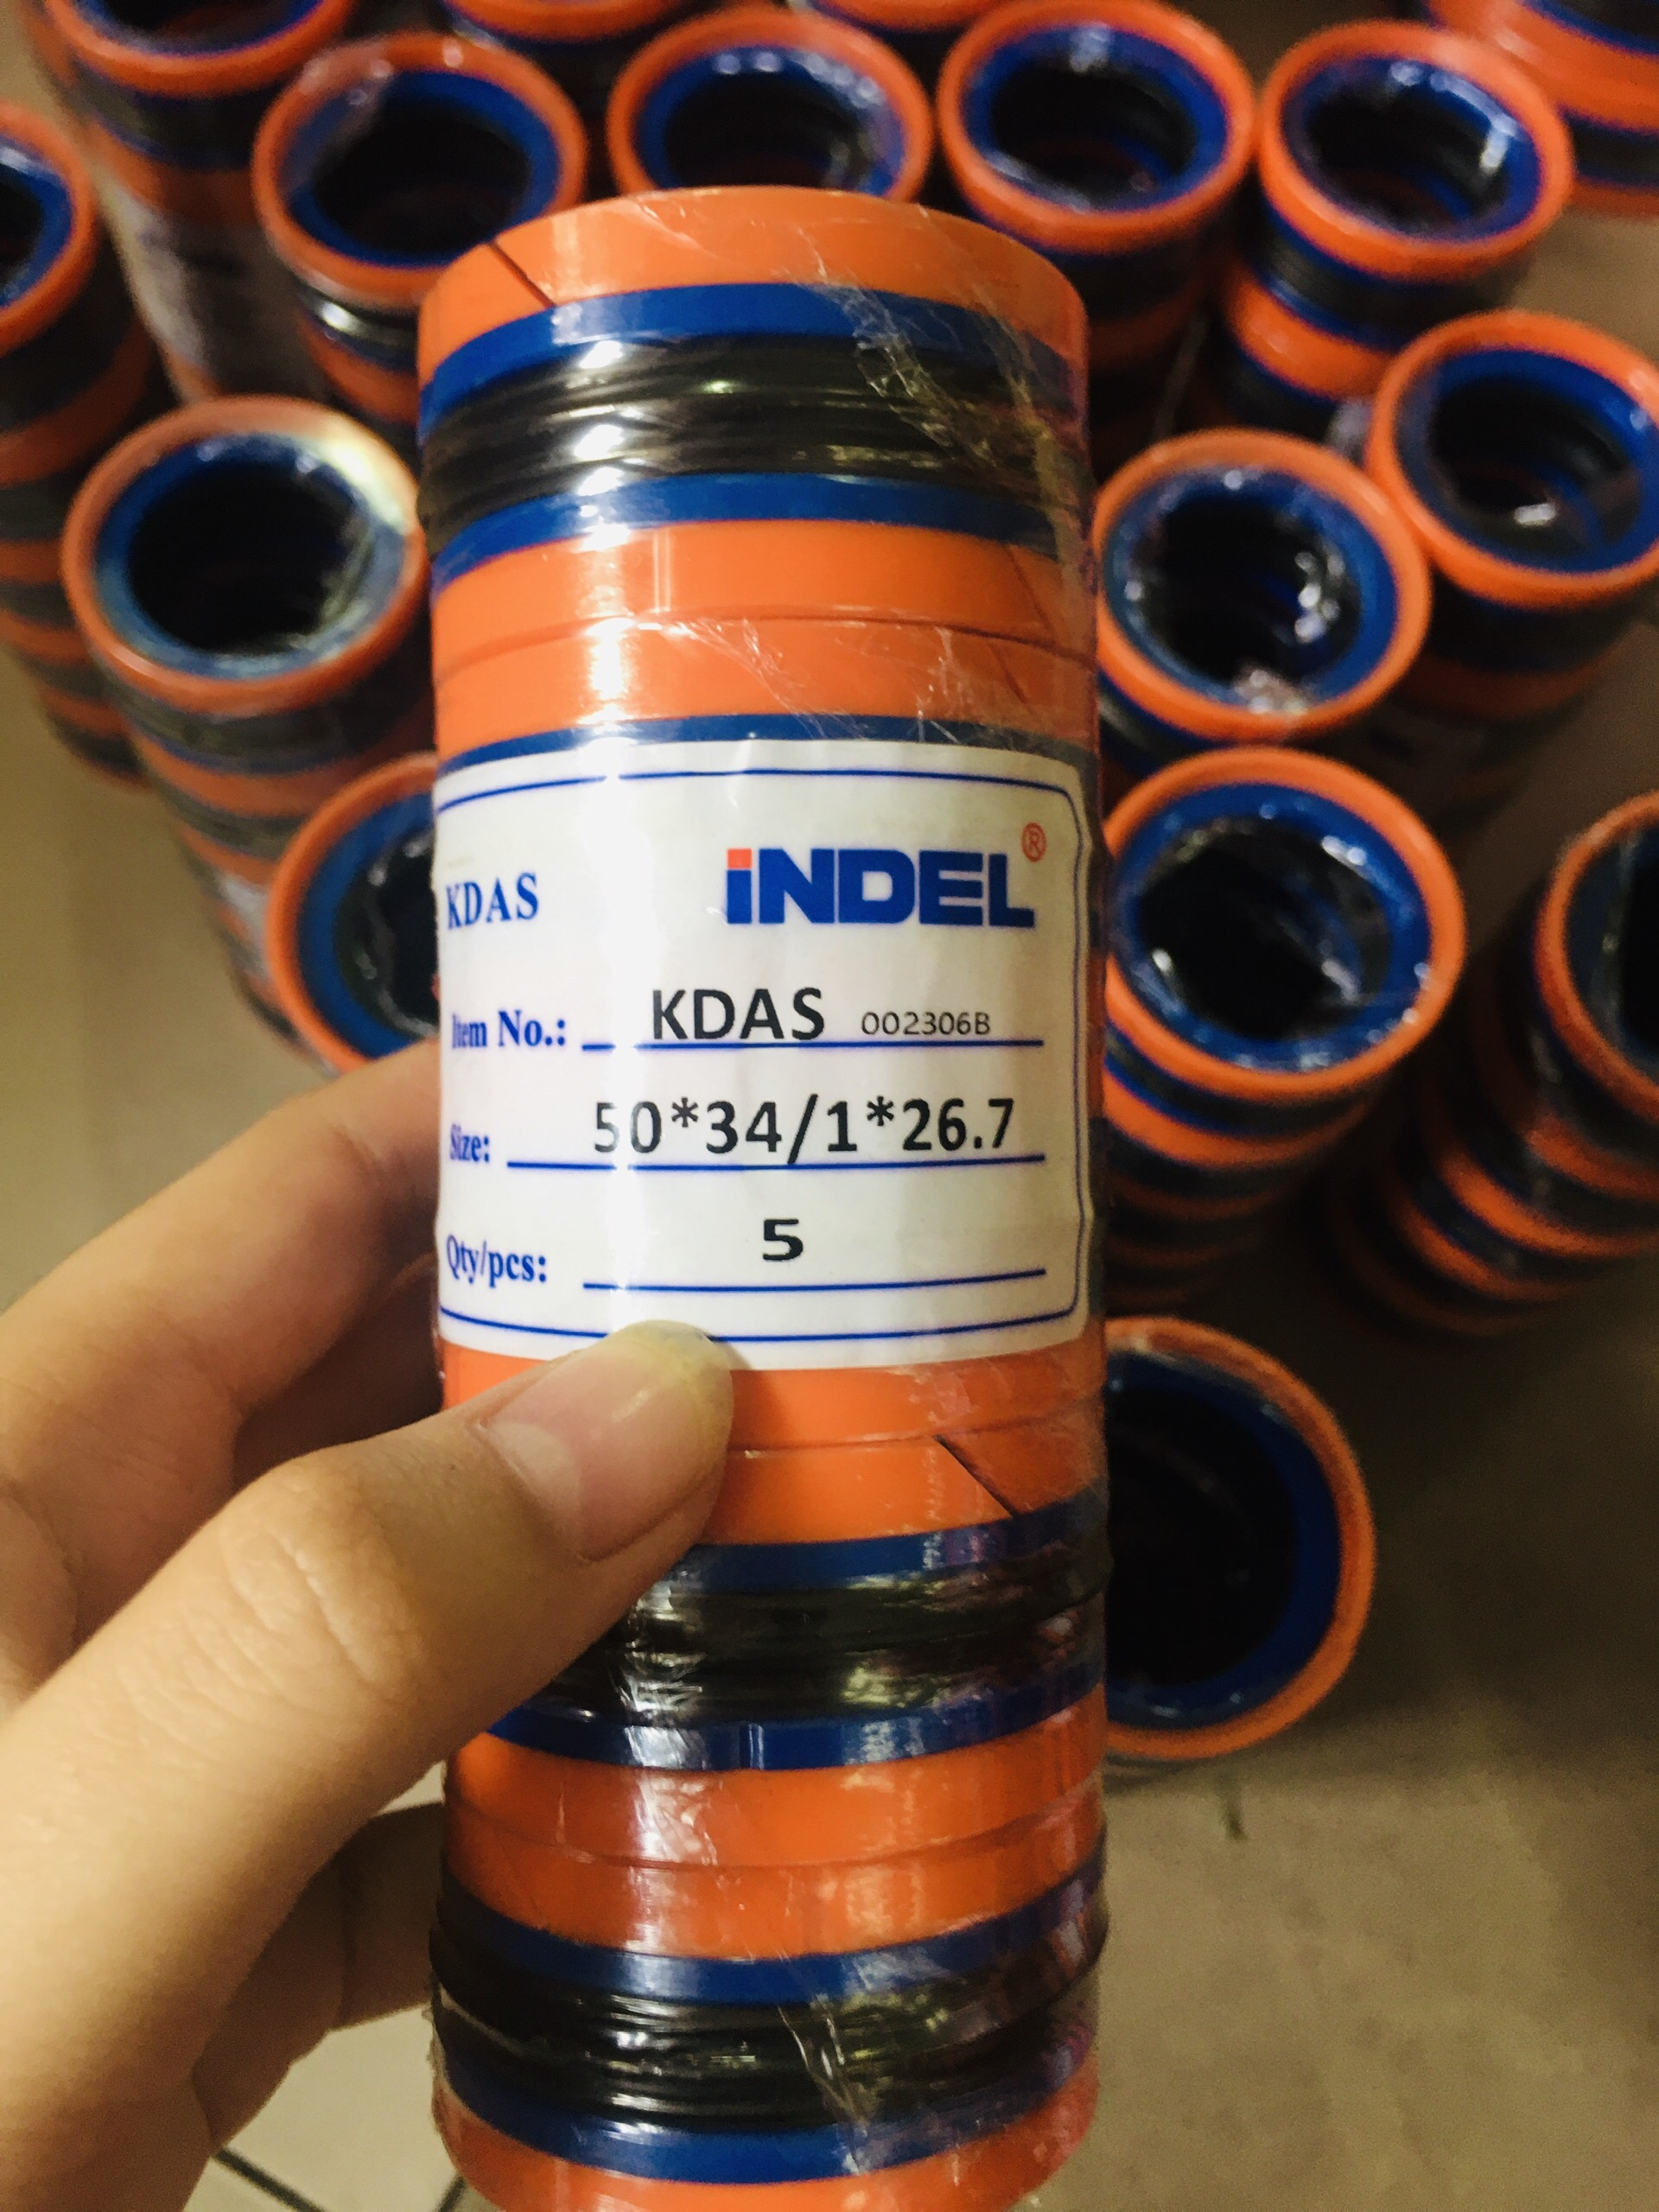 KDAS
iNDEL®
Item No.: KDAS 002306B
Size: 50*34/1*26.7
Qty/pcs: 5